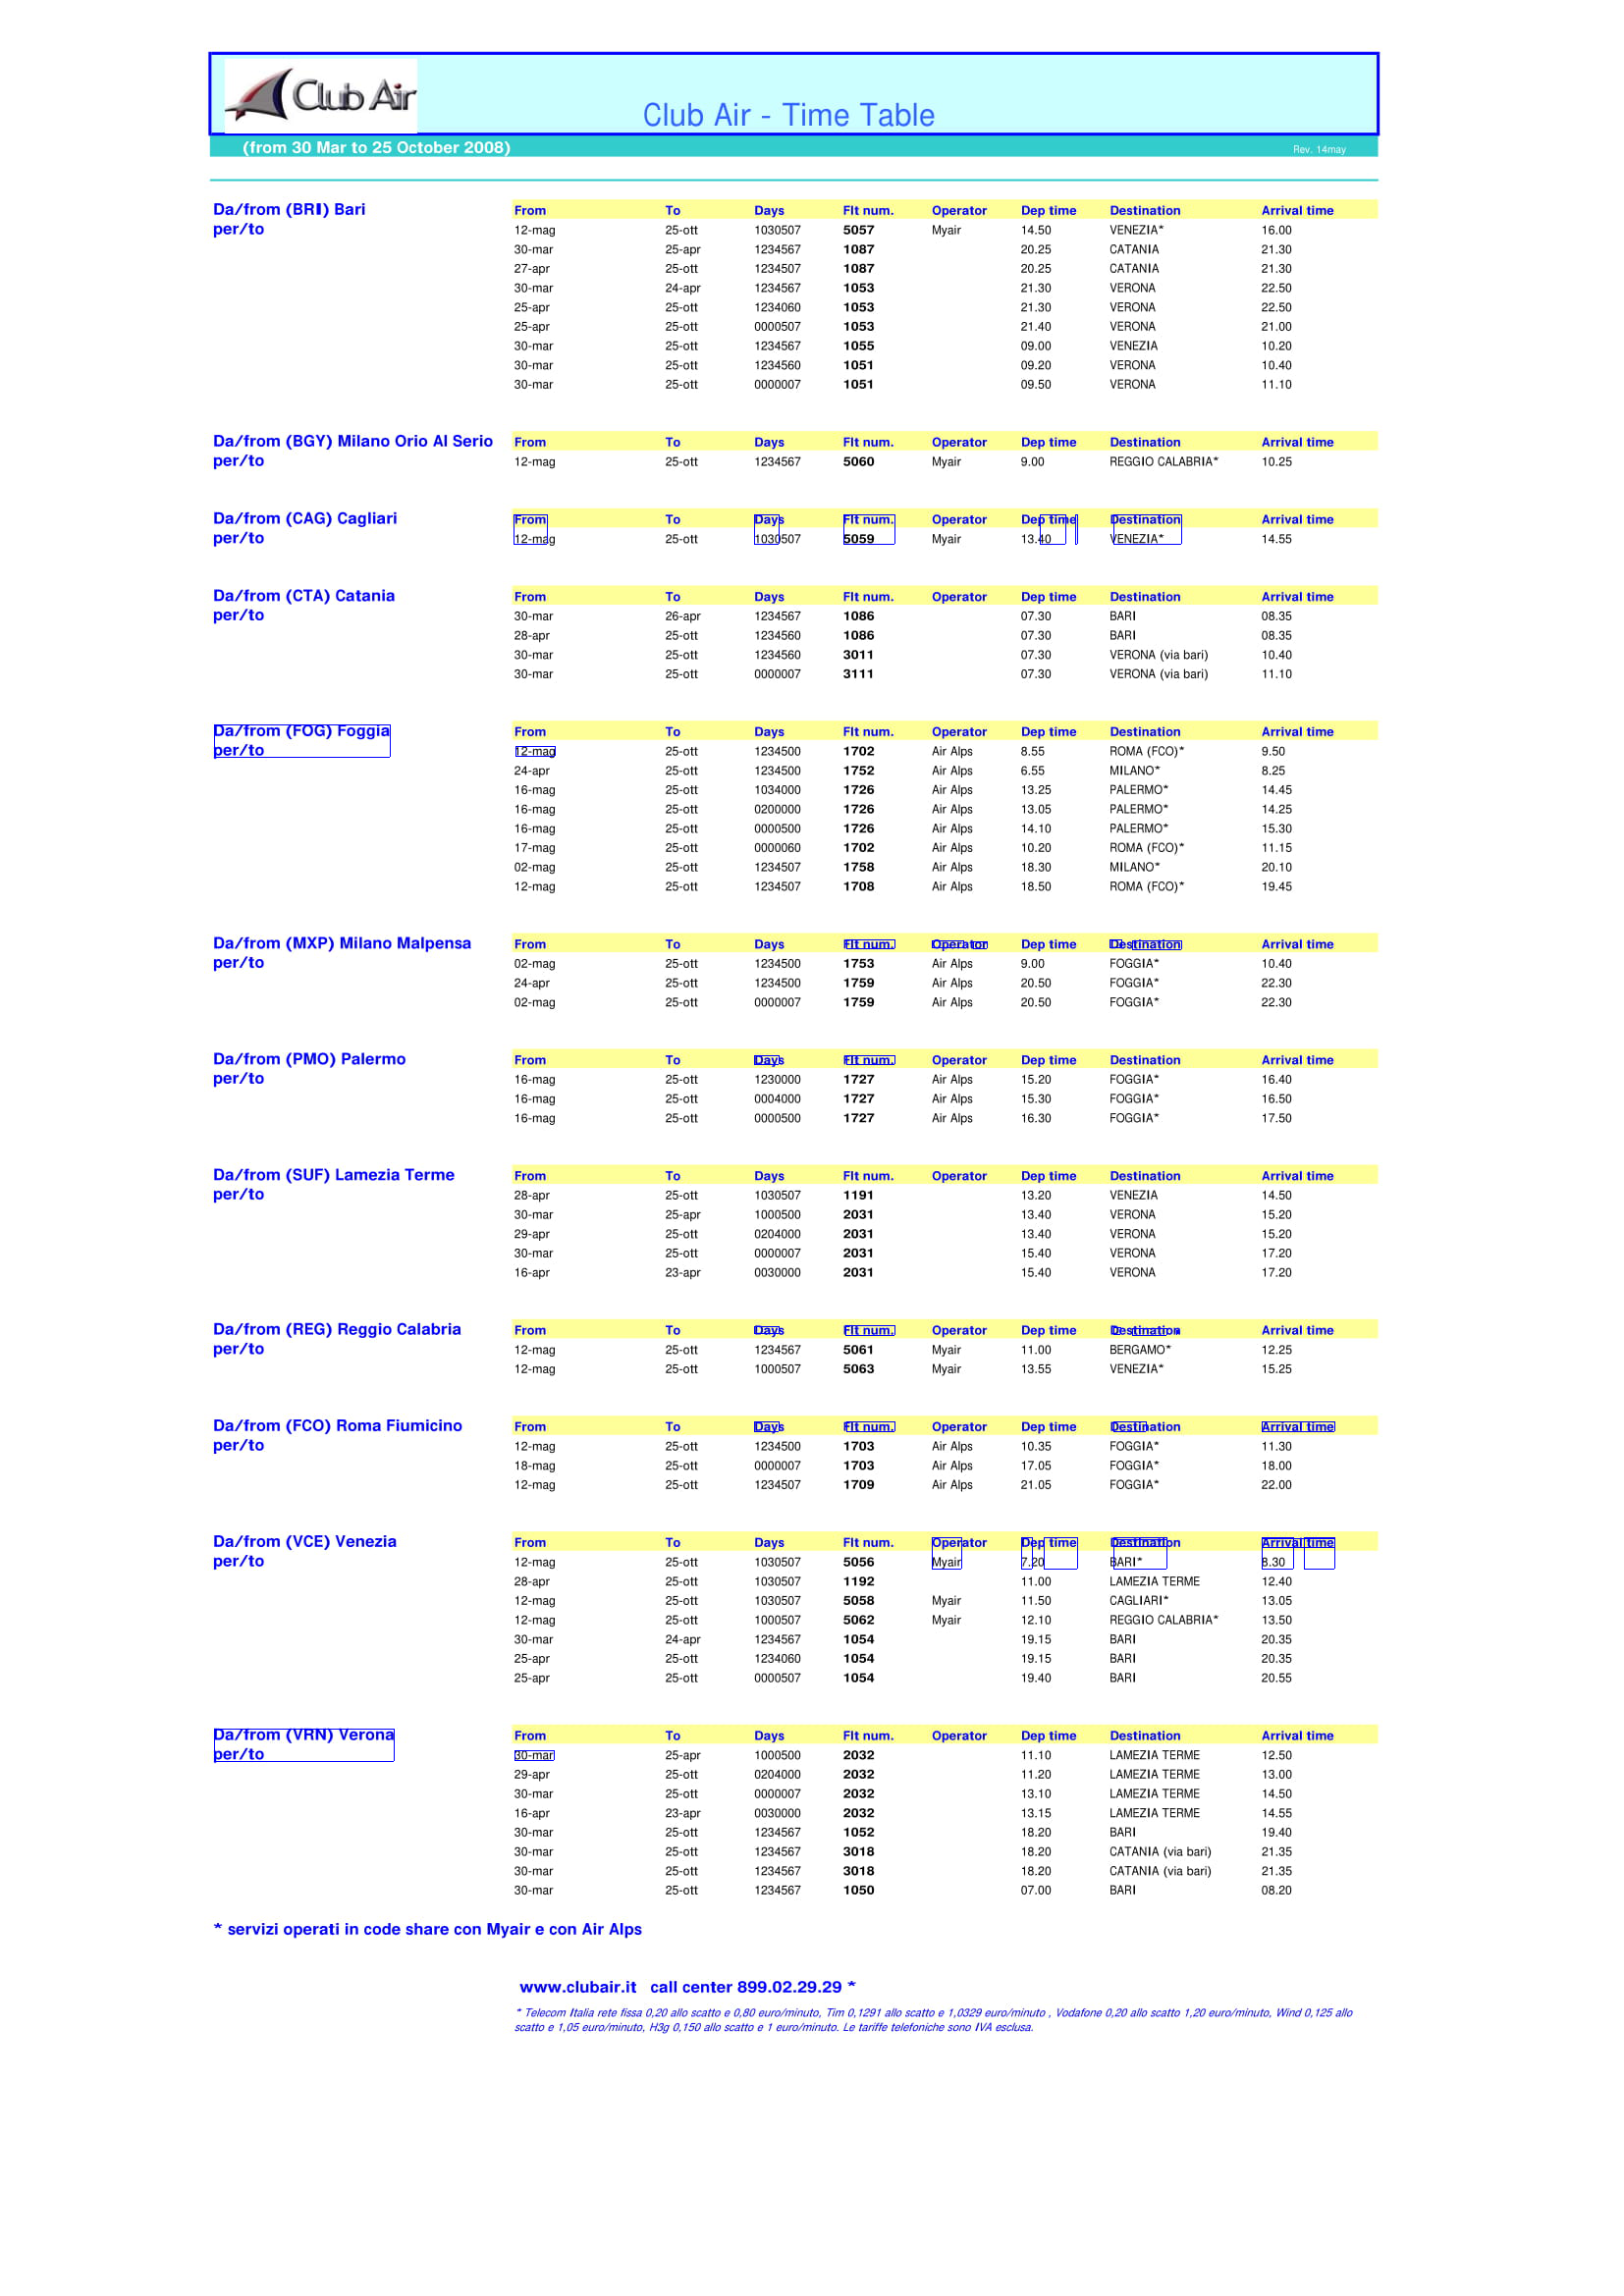 Club Air
Club Air - Time Table
(from 30 Mar to 25 October 2008) Rev. 14may
Da/from (BRI) Bari From To Days Flt num. Operator Dep time Destination Arrival time
per/to 12-mag 25-ott 1030507 5057 Myair 14.50 VENEZIA* 16.00
30-mar 25-apr 1234567 1087 20.25 CATANIA 21.30
27-apr 25-ott 1234507 1087 20.25 CATANIA 21.30
30-mar 24-apr 1234567 1053 21.30 VERONA 22.50
25-apr 25-ott 1234060 1053 21.30 VERONA 22.50
25-apr 25-ott 0000507 1053 21.40 VERONA 21.00
30-mar 25-ott 1234567 1055 09.00 VENEZIA 10.20
30-mar 25-ott 1234560 1051 09.20 VERONA 10.40
30-mar 25-ott 0000007 1051 09.50 VERONA 11.10
Da/from (BGY) Milano Orio Al Serio From To Days Flt num. Operator Dep time Destination Arrival time
per/to 12-mag 25-ott 1234567 5060 Myair 9.00 REGGIO CALABRIA* 10.25
Da/from (CAG) Cagliari From To Days Flt num. Operator Dep time Destination Arrival time
per/to 12-mag 25-ott 1030507 5059 Myair 13.40 VENEZIA* 14.55
Da/from (CTA) Catania From To Days Flt num. Operator Dep time Destination Arrival time
per/to 30-mar 26-apr 1234567 1086 07.30 BARI 08.35
28-apr 25-ott 1234560 1086 07.30 BARI 08.35
30-mar 25-ott 1234560 3011 07.30 VERONA (via bari) 10.40
30-mar 25-ott 0000007 3111 07.30 VERONA (via bari) 11.10
Da/from (FOG) Foggia From To Days Flt num. Operator Dep time Destination Arrival time
per/to 12-mag 25-ott 1234500 1702 Air Alps 8.55 ROMA (FCO)* 9.50
24-apr 25-ott 1234500 1752 Air Alps 6.55 MILANO* 8.25
16-mag 25-ott 1034000 1726 Air Alps 13.25 PALERMO* 14.45
16-mag 25-ott 0200000 1726 Air Alps 13.05 PALERMO* 14.25
16-mag 25-ott 0000500 1726 Air Alps 14.10 PALERMO* 15.30
17-mag 25-ott 0000060 1702 Air Alps 10.20 ROMA (FCO)* 11.15
02-mag 25-ott 1234507 1758 Air Alps 18.30 MILANO* 20.10
12-mag 25-ott 1234507 1708 Air Alps 18.50 ROMA (FCO)* 19.45
Da/from (MXP) Milano Malpensa From To Days Flt num. Operator Dep time Destination Arrival time
per/to 02-mag 25-ott 1234500 1753 Air Alps 9.00 FOGGIA* 10.40
24-apr 25-ott 1234500 1759 Air Alps 20.50 FOGGIA* 22.30
02-mag 25-ott 0000007 1759 Air Alps 20.50 FOGGIA* 22.30
Da/from (PMO) Palermo From To Days Flt num. Operator Dep time Destination Arrival time
per/to 16-mag 25-ott 1230000 1727 Air Alps 15.20 FOGGIA* 16.40
16-mag 25-ott 0004000 1727 Air Alps 15.30 FOGGIA* 16.50
16-mag 25-ott 0000500 1727 Air Alps 16.30 FOGGIA* 17.50
Da/from (SUF) Lamezia Terme From To Days Flt num. Operator Dep time Destination Arrival time
per/to 28-apr 25-ott 1030507 1191 13.20 VENEZIA 14.50
30-mar 25-apr 1000500 2031 13.40 VERONA 15.20
29-apr 25-ott 0204000 2031 13.40 VERONA 15.20
30-mar 25-ott 0000007 2031 15.40 VERONA 17.20
16-apr 23-apr 0030000 2031 15.40 VERONA 17.20
Da/from (REG) Reggio Calabria From To Days Flt num. Operator Dep time Destination Arrival time
per/to 12-mag 25-ott 1234567 5061 Myair 11.00 BERGAMO* 12.25
12-mag 25-ott 1000507 5063 Myair 13.55 VENEZIA* 15.25
Da/from (FCO) Roma Fiumicino From To Days Flt num. Operator Dep time Destination Arrival time
per/to 12-mag 25-ott 1234500 1703 Air Alps 10.35 FOGGIA* 11.30
18-mag 25-ott 0000007 1703 Air Alps 17.05 FOGGIA* 18.00
12-mag 25-ott 1234507 1709 Air Alps 21.05 FOGGIA* 22.00
Da/from (VCE) Venezia From To Days Flt num. Operator Dep time Destination Arrival time
per/to 12-mag 25-ott 1030507 5056 Myair 7.20 BARI* 8.30
28-apr 25-ott 1030507 1192 11.00 LAMEZIA TERME 12.40
12-mag 25-ott 1030507 5058 Myair 11.50 CAGLIARI* 13.05
12-mag 25-ott 1000507 5062 Myair 12.10 REGGIO CALABRIA* 13.50
30-mar 24-apr 1234567 1054 19.15 BARI 20.35
25-apr 25-ott 1234060 1054 19.15 BARI 20.35
25-apr 25-ott 0000507 1054 19.40 BARI 20.55
Da/from (VRN) Verona From To Days Flt num. Operator Dep time Destination Arrival time
per/to 30-mar 25-apr 1000500 2032 11.10 LAMEZIA TERME 12.50
29-apr 25-ott 0204000 2032 11.20 LAMEZIA TERME 13.00
30-mar 25-ott 0000007 2032 13.10 LAMEZIA TERME 14.50
16-apr 23-apr 0030000 2032 13.15 LAMEZIA TERME 14.55
30-mar 25-ott 1234567 1052 18.20 BARI 19.40
30-mar 25-ott 1234567 3018 18.20 CATANIA (via bari) 21.35
30-mar 25-ott 1234567 3018 18.20 CATANIA (via bari) 21.35
30-mar 25-ott 1234567 1050 07.00 BARI 08.20
* servizi operati in code share con Myair e con Air Alps
www.clubair.it call center 899.02.29.29 *
* Telecom Italia rete fissa 0,20 allo scatto e 0,80 euro/minuto, Tim 0,1291 allo scatto e 1,0329 euro/minuto , Vodafone 0,20 allo scatto 1,20 euro/minuto, Wind 0,125 allo
scatto e 1,05 euro/minuto, H3g 0,150 allo scatto e 1 euro/minuto. Le tariffe telefoniche sono IVA esclusa.